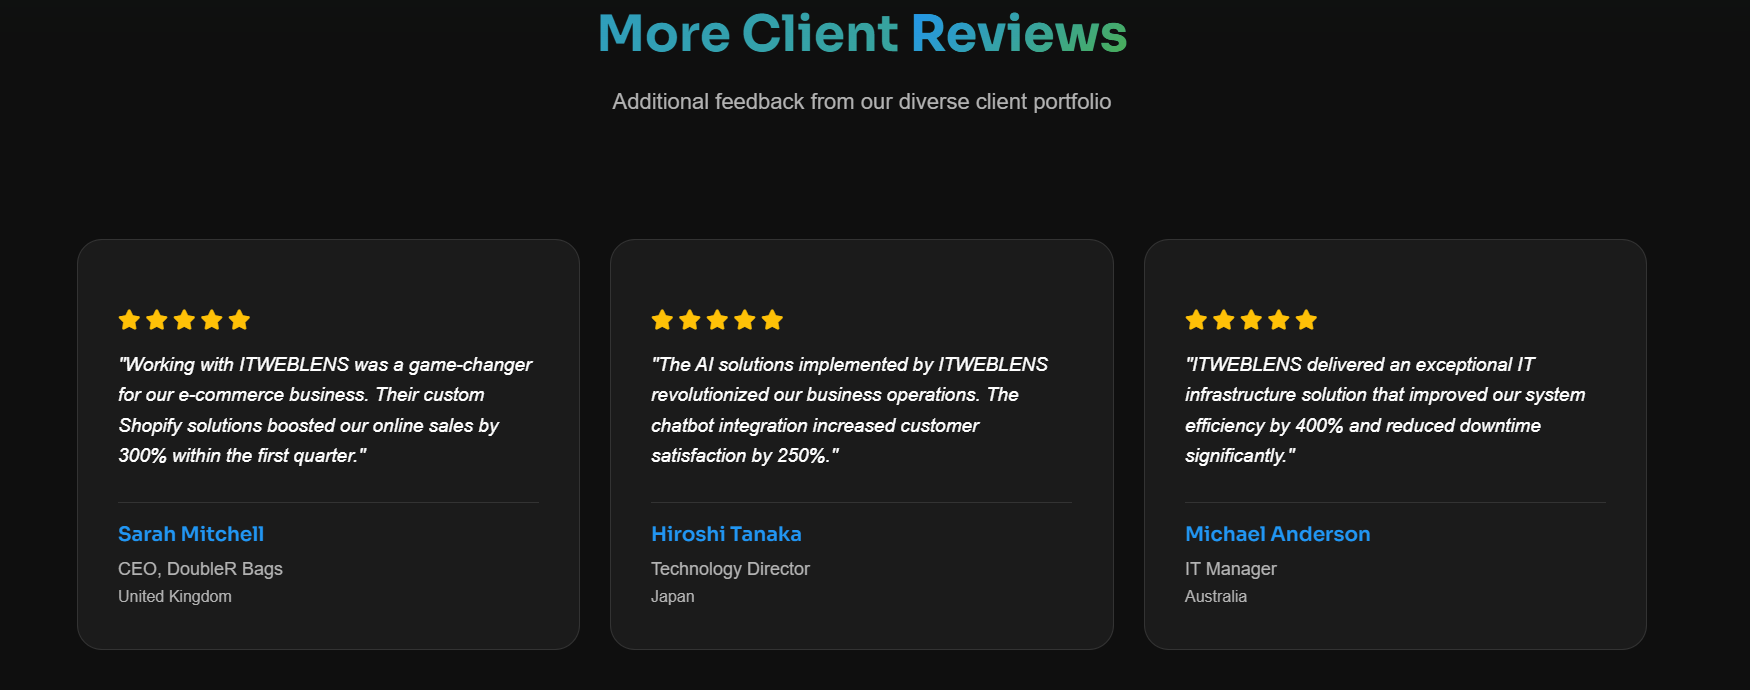 More Client Reviews
Additional feedback from our diverse client portfolio
"Working with ITWEBLENS was a game-changer
for our e-commerce business. Their custom
Shopify solutions boosted our online sales by
300% within the first quarter."
Sarah Mitchell
CEO, DoubleR Bags
United Kingdom
"The AI solutions implemented by ITWEBLENS
revolutionized our business operations. The
chatbot integration increased customer
satisfaction by 250%."
Hiroshi Tanaka
Technology Director
Japan
"ITWEBLENS delivered an exceptional IT
infrastructure solution that improved our system
efficiency by 400% and reduced downtime
significantly."
Michael Anderson
IT Manager
Australia